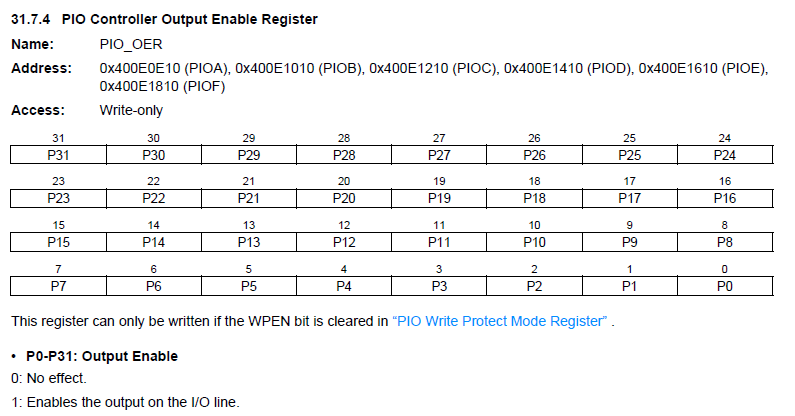 31.7.4 PIO Controller Output Enable Register
Name: PIO_OER
Address: 0x400E0E10 (PIOA), 0x400E1010 (PIOB), 0x400E1210 (PIOC), 0x400E1410 (PIOD), 0x400E1610 (PIOE),
0x400E1810 (PIOF)
Access: Write-only
31 30 29 28 27 26 25 24
P31 P30 P29 P28 P27 P26 P25 P24
23 22 21 20 19 18 17 16
P23 P22 P21 P20 P19 P18 P17 P16
15 14 13 12 11 10 9 8
P15 P14 P13 P12 P11 P10 P9 P8
7 6 5 4 3 2 1 0
P7 P6 P5 P4 P3 P2 P1 P0
This register can only be written if the WPEN bit is cleared in “PIO Write Protect Mode Register” .
• P0-P31: Output Enable
0: No effect.
1: Enables the output on the I/O line.